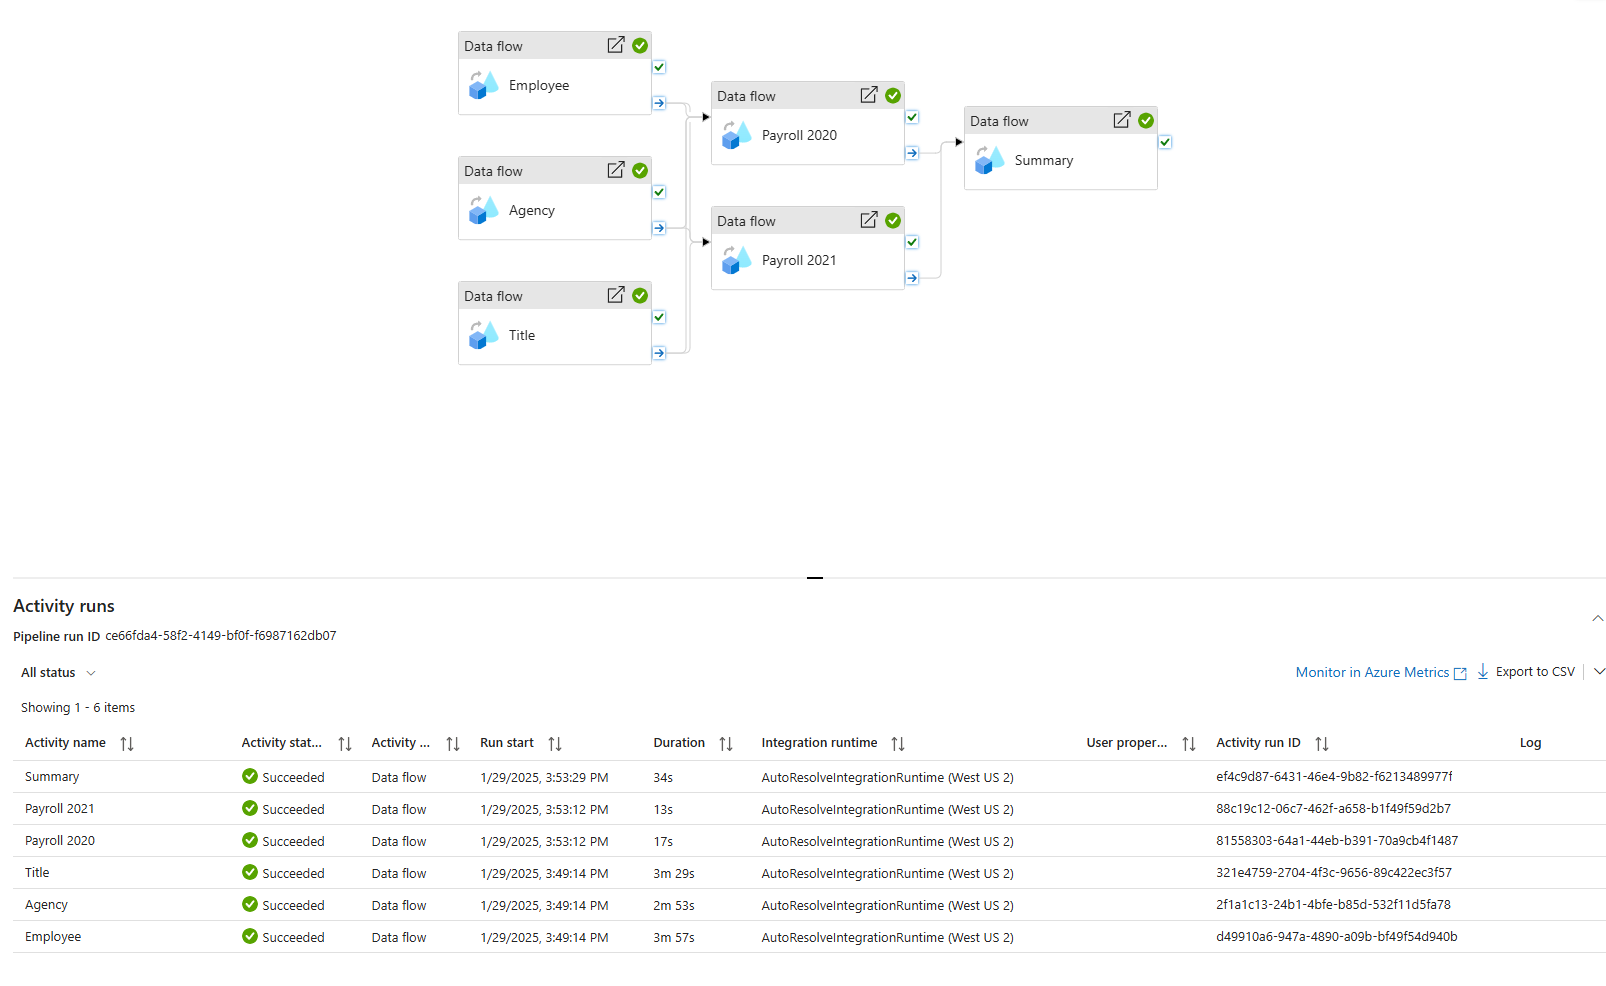 Data flow
Employee
Data flow
Agency
Data flow
Title
Data flow
Payroll 2020
Data flow
Payroll 2021
Data flow
Summary
Activity runs
Pipeline run ID ce66fda4-58f2-4149-bf0f-f6987162db07
All status
Monitor in Azure Metrics Export to CSV
Showing 1 - 6 items
Activity name Activity stat... Activity ... Run start Duration Integration runtime User proper... Activity run ID Log
Summary Succeeded Data flow 1/29/2025, 3:53:29 PM 34s AutoResolveIntegrationRuntime (West US 2) ef4c9d87-6431-46e4-9b82-f6213489977f
Payroll 2021 Succeeded Data flow 1/29/2025, 3:53:12 PM 13s AutoResolveIntegrationRuntime (West US 2) 88c19c12-06c7-462f-a658-b1f49f59d2b7
Payroll 2020 Succeeded Data flow 1/29/2025, 3:53:12 PM 17s AutoResolveIntegrationRuntime (West US 2) 81558303-64a1-44eb-b391-70a9cb4f1487
Title Succeeded Data flow 1/29/2025, 3:49:14 PM 3m 29s AutoResolveIntegrationRuntime (West US 2) 321e4759-2704-4f3c-9656-89c422ec3f57
Agency Succeeded Data flow 1/29/2025, 3:49:14 PM 2m 53s AutoResolveIntegrationRuntime (West US 2) 2f1a1c13-24b1-4bfe-b85d-532f11d5fa78
Employee Succeeded Data flow 1/29/2025, 3:49:14 PM 3m 57s AutoResolveIntegrationRuntime (West US 2) d49910a6-947a-4890-a09b-bf49f54d940b